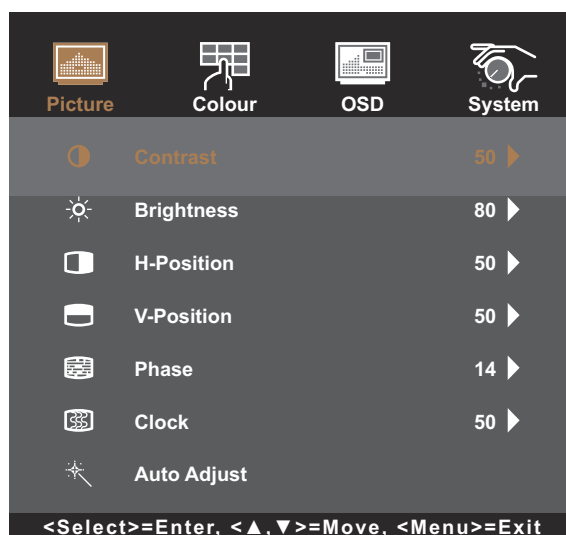 Picture Colour OSD System
Contrast 50
Brightness 80
H-Position 50
V-Position 50
Phase 14
Clock 50
Auto Adjust
<Select>=Enter, <▲,▼>=Move, <Menu>=Exit